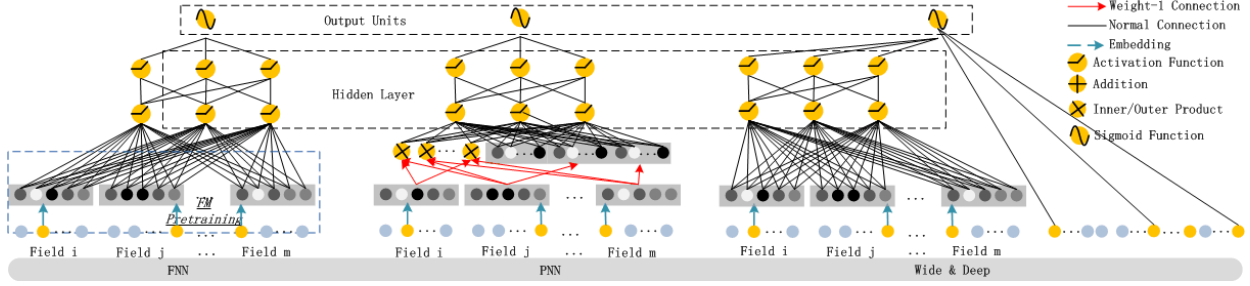 Output Units
Hidden Layer
Weight-1 Connection
Normal Connection
Embedding
Activation Function
Addition
Inner/Outer Product
Sigmoid Function
FM
Pretraining
...
...
...
Field i Field j ... Field m
Field i Field j ... Field m
Field i Field j ... Field m
FNN
PNN
Wide & Deep